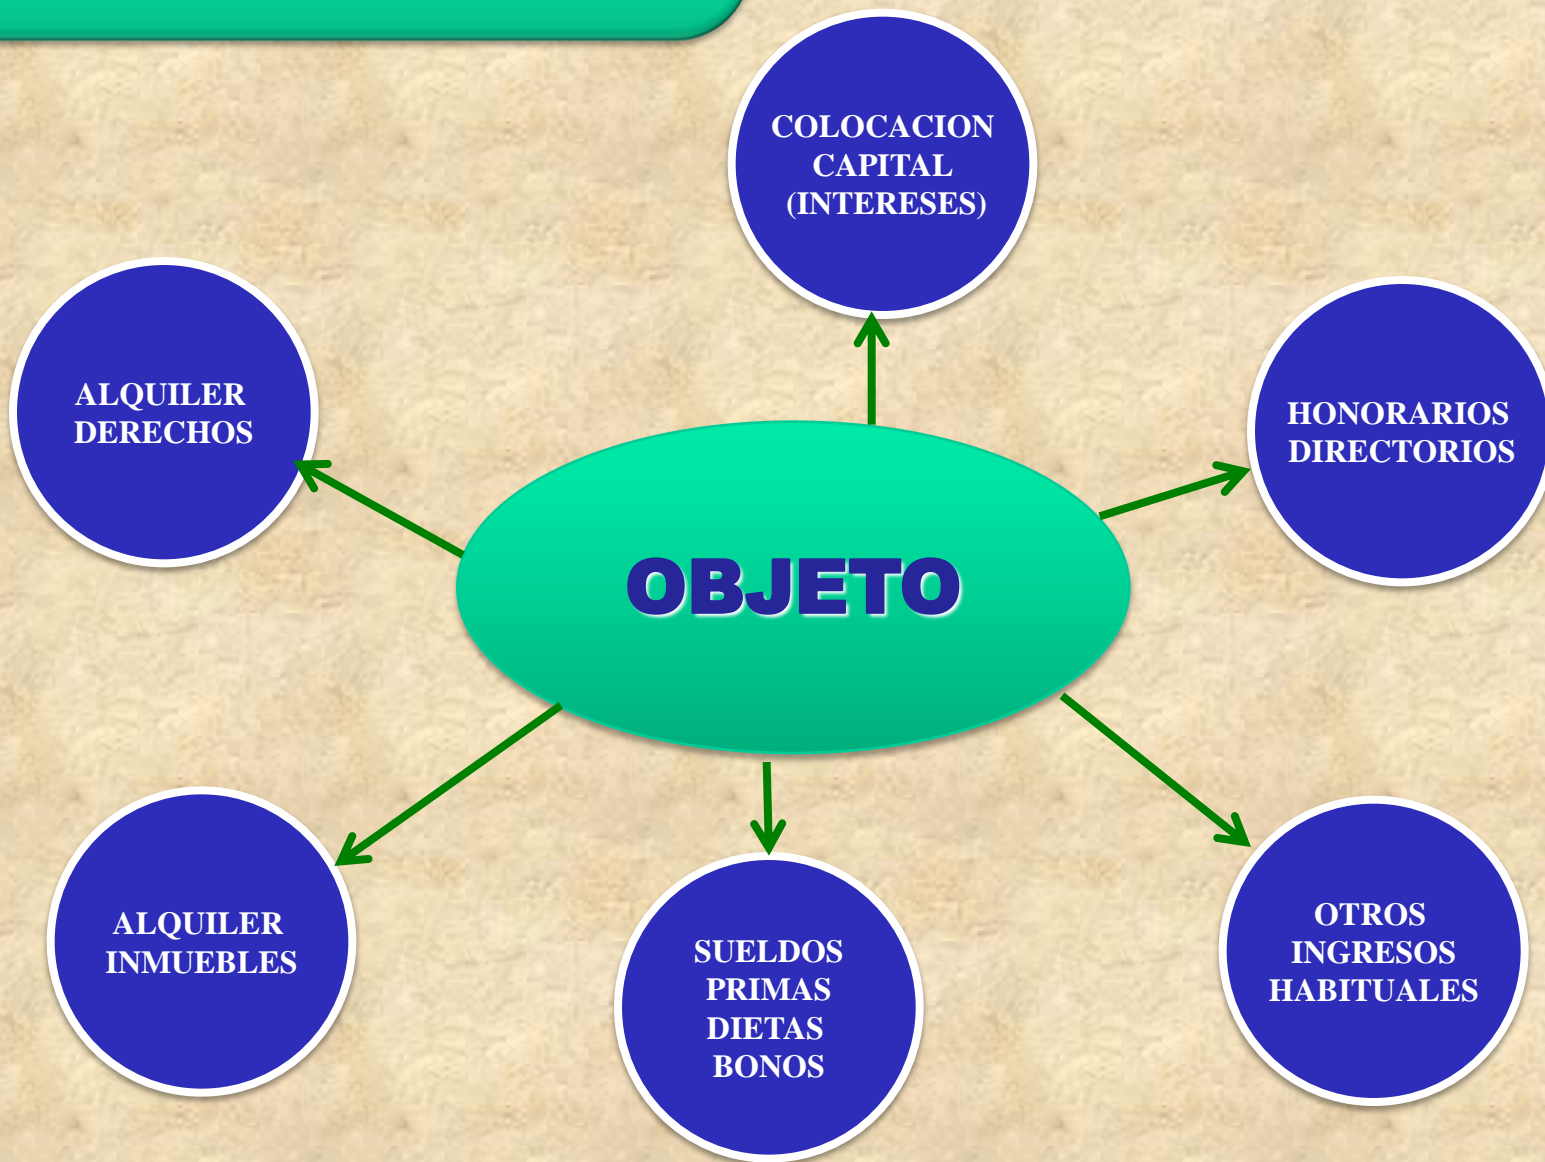 COLOCACION
CAPITAL
(INTERESES)
ALQUILER
DERECHOS
HONORARIOS
DIRECTORIOS
OBJETO
ALQUILER
INMUEBLES
SUELDOS
PRIMAS
DIETAS
BONOS
OTROS
INGRESOS
HABITUALES